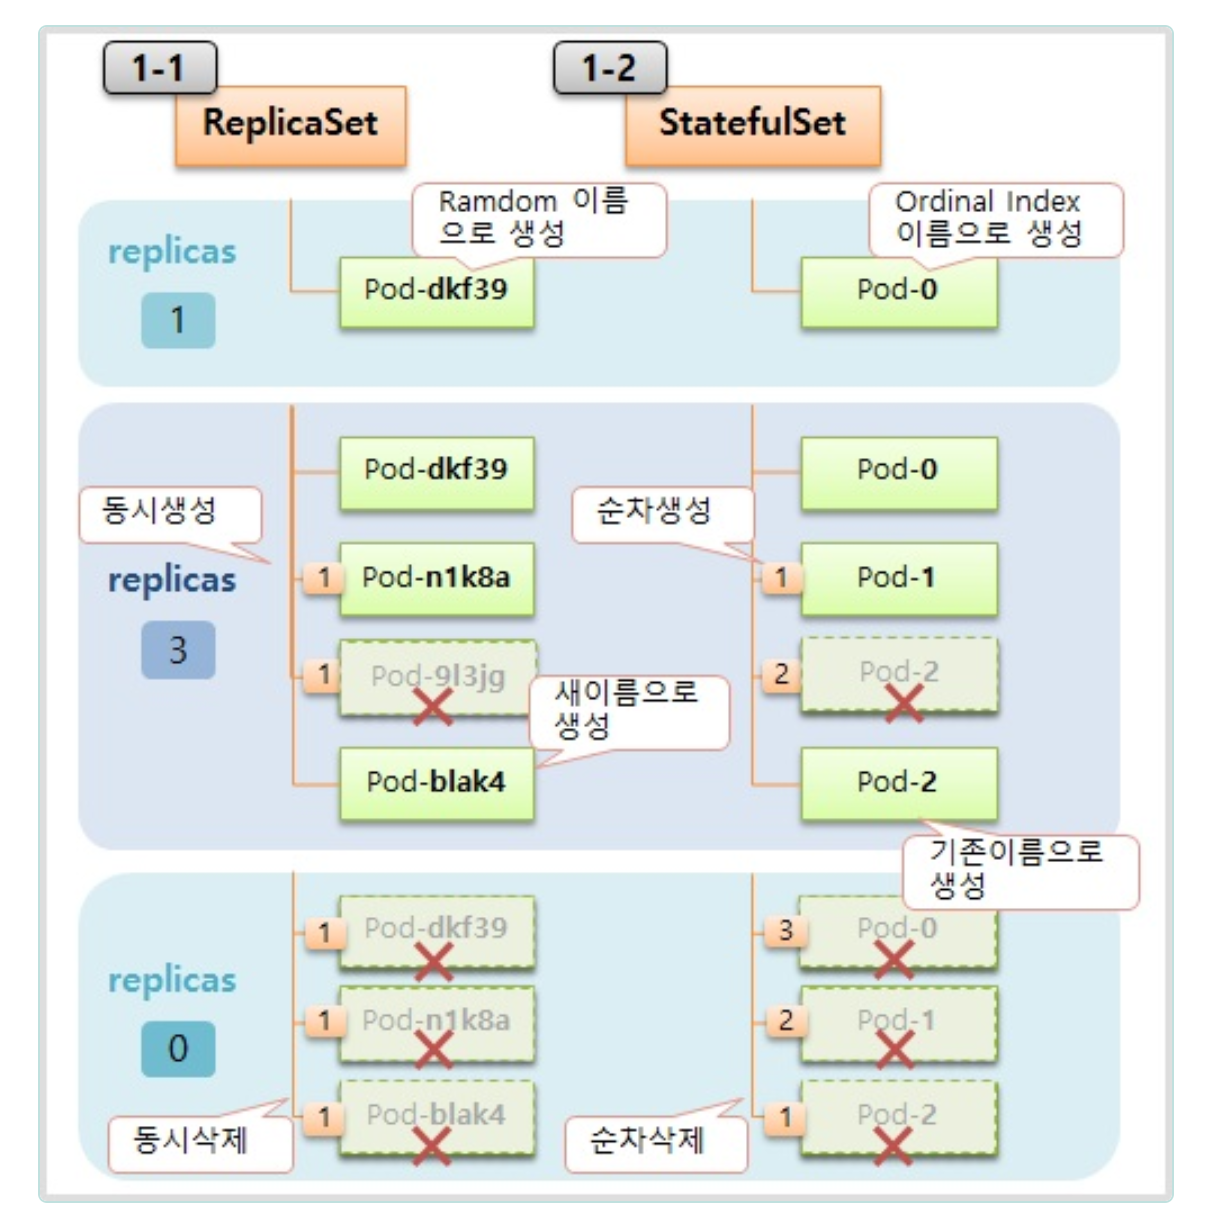 1-1
ReplicaSet
1-2
StatefulSet
replicas
1
Ramdom 이름
으로 생성
Pod-dkf39
Ordinal Index
이름으로 생성
Pod-0
replicas
3
동시생성
Pod-dkf39
1
Pod-n1k8a
1
Pod-9l3jg
새이름으로
생성
Pod-blak4
순차생성
Pod-0
1
Pod-1
2
Pod-2
Pod-2
기존이름으로
생성
replicas
0
1
Pod-dkf39
1
Pod-n1k8a
1
Pod-blak4
동시삭제
3
Pod-0
2
Pod-1
1
Pod-2
순차삭제